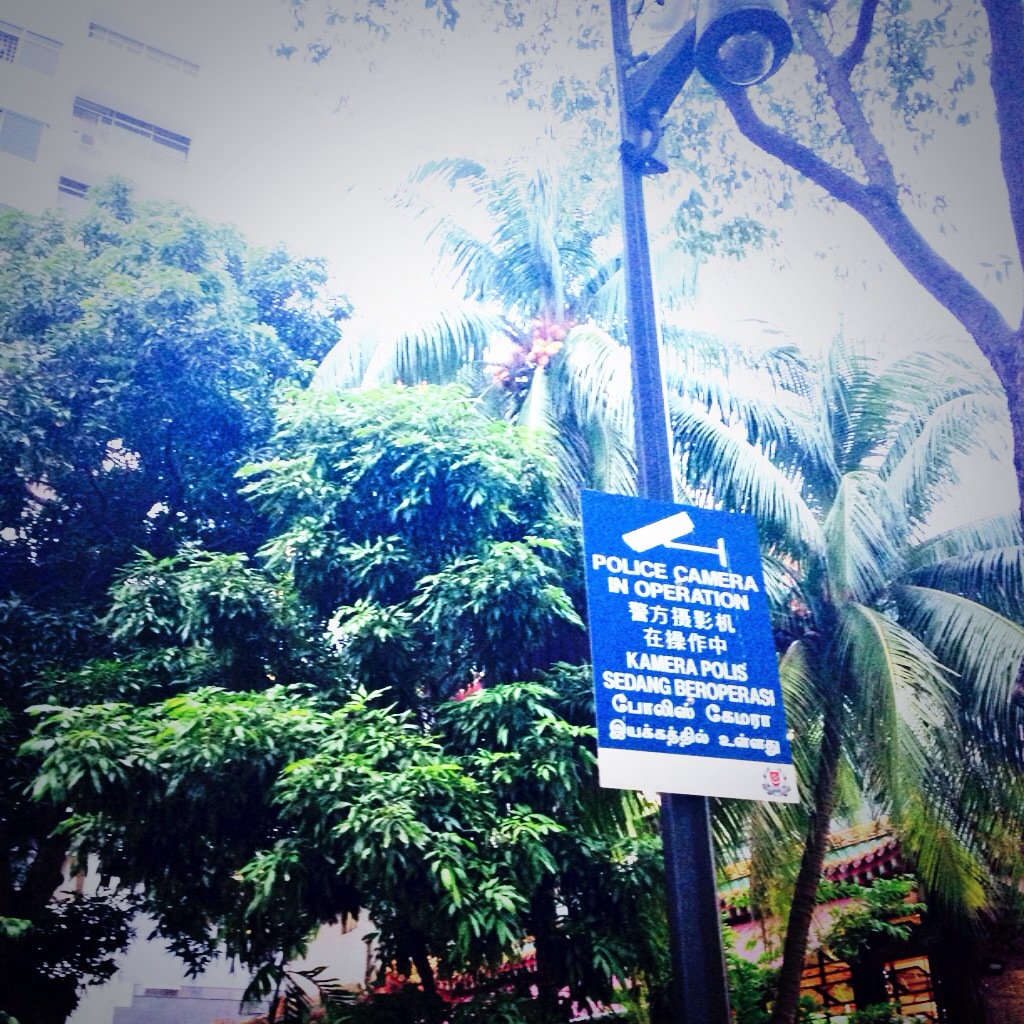 POLICE CAMERA
IN OPERATION
警方摄影机
在操作中
KAMERA POLIS
SEDANG BEROPERASI
போலிஸ் கேமரா
இயக்கத்தில் உள்ளது